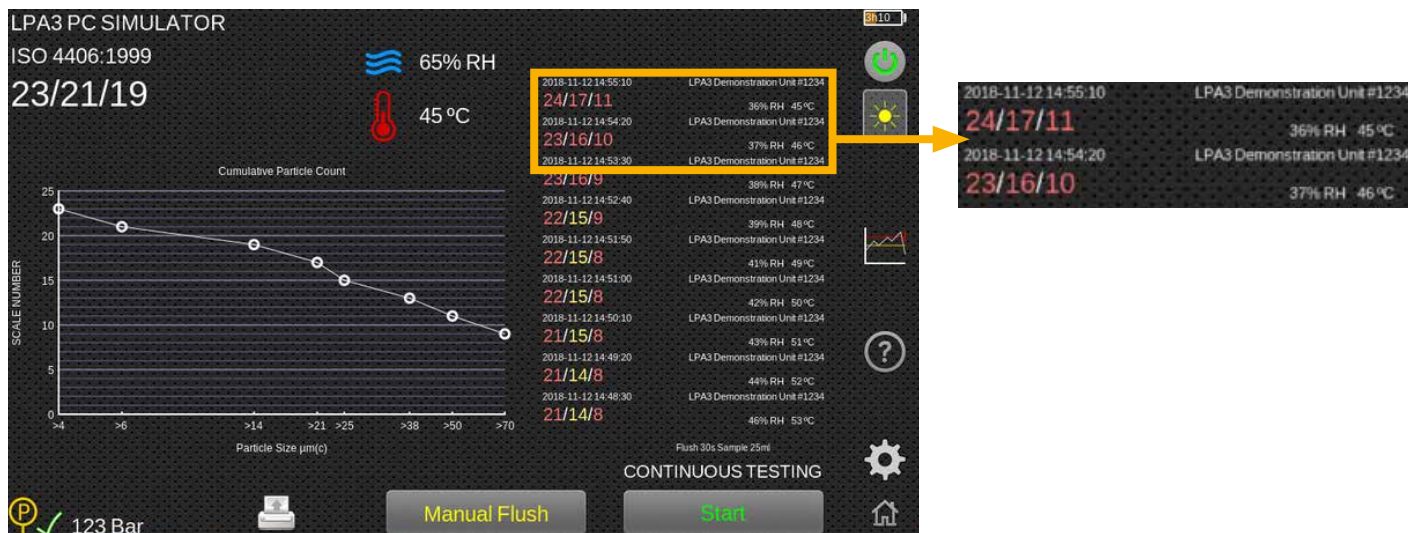 LPA3 PC SIMULATOR
3h10
ISO 4406:1999
23/21/19
65% RH
45 ºC
2018-11-12 14:55:10 LPA3 Demonstration Unit #1234
24/17/11 36% RH 45 ºC
2018-11-12 14:54:20 LPA3 Demonstration Unit #1234
23/16/10 37% RH 46 ºC
2018-11-12 14:53:30 LPA3 Demonstration Unit #1234
23/16/9 38% RH 47 ºC
2018-11-12 14:52:40 LPA3 Demonstration Unit #1234
22/15/9 39% RH 48 ºC
2018-11-12 14:51:50 LPA3 Demonstration Unit #1234
22/15/8 41% RH 49 ºC
2018-11-12 14:51:00 LPA3 Demonstration Unit #1234
22/15/8 42% RH 50 ºC
2018-11-12 14:50:10 LPA3 Demonstration Unit #1234
21/15/8 43% RH 51 ºC
2018-11-12 14:49:20 LPA3 Demonstration Unit #1234
21/14/8 44% RH 52 ºC
2018-11-12 14:48:30 LPA3 Demonstration Unit #1234
21/14/8 46% RH 53 ºC
Cumulative Particle Count
SCALE NUMBER
25
20
15
10
5
0
>4 >6 >14 >21 >25 >38 >50 >70
Particle Size µm(c)
Flush 30s Sample 25ml
CONTINUOUS TESTING
?
P
123 Bar
Manual Flush
Start
2018-11-12 14:55:10 LPA3 Demonstration Unit #1234
24/17/11 36% RH 45 ºC
2018-11-12 14:54:20 LPA3 Demonstration Unit #1234
23/16/10 37% RH 46 ºC